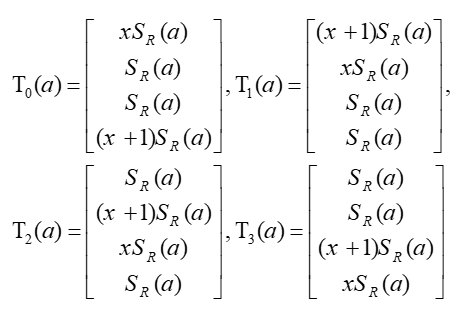 T₀(a) = [xS_R(a)
S_R(a)
S_R(a)
(x +1)S_R(a)], T₁(a) = [(x +1)S_R(a)
xS_R(a)
S_R(a)
S_R(a)],
T₂(a) = [S_R(a)
(x +1)S_R(a)
xS_R(a)
S_R(a)], T₃(a) = [S_R(a)
S_R(a)
(x +1)S_R(a)
xS_R(a)]